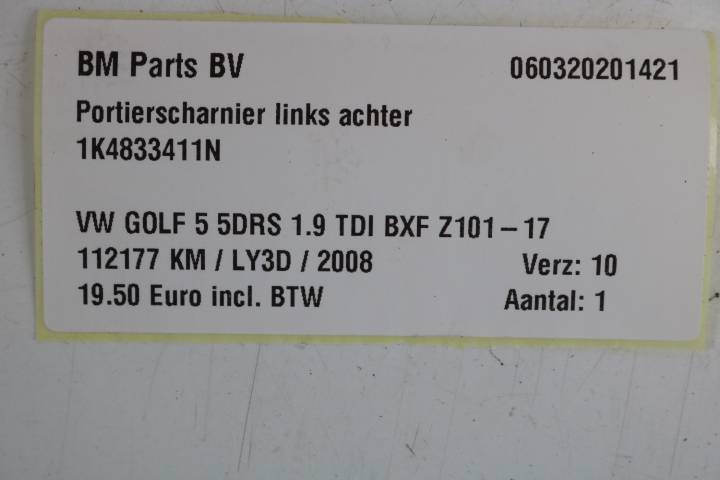 BM Parts BV 060320201421
Portierscharnier links achter
1K4833411N
VW GOLF 5 5DRS 1.9 TDI BXF Z101-17
112177 KM / LY3D / 2008 Verz: 10
19.50 Euro incl. BTW Aantal: 1